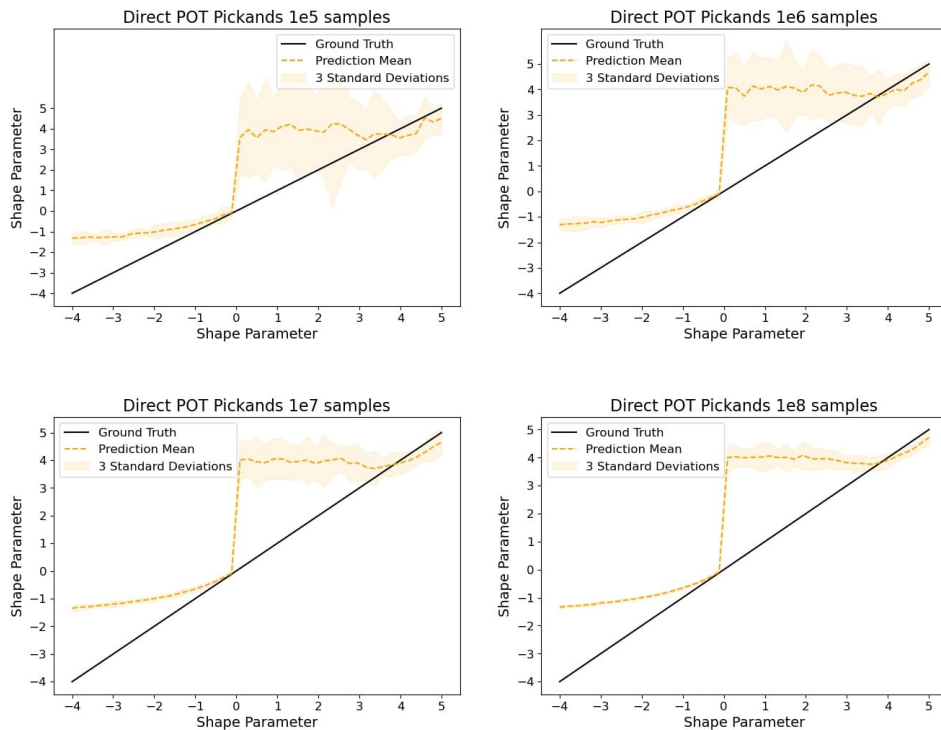 Direct POT Pickands 1e5 samples
Ground Truth
Prediction Mean
3 Standard Deviations
Shape Parameter
5
4
3
2
1
0
−1
−2
−3
−4
−4 −3 −2 −1 0 1 2 3 4 5
Shape Parameter
Direct POT Pickands 1e6 samples
Ground Truth
Prediction Mean
3 Standard Deviations
Shape Parameter
5
4
3
2
1
0
−1
−2
−3
−4
−4 −3 −2 −1 0 1 2 3 4 5
Shape Parameter
Direct POT Pickands 1e7 samples
Ground Truth
Prediction Mean
3 Standard Deviations
Shape Parameter
5
4
3
2
1
0
−1
−2
−3
−4
−4 −3 −2 −1 0 1 2 3 4 5
Shape Parameter
Direct POT Pickands 1e8 samples
Ground Truth
Prediction Mean
3 Standard Deviations
Shape Parameter
5
4
3
2
1
0
−1
−2
−3
−4
−4 −3 −2 −1 0 1 2 3 4 5
Shape Parameter